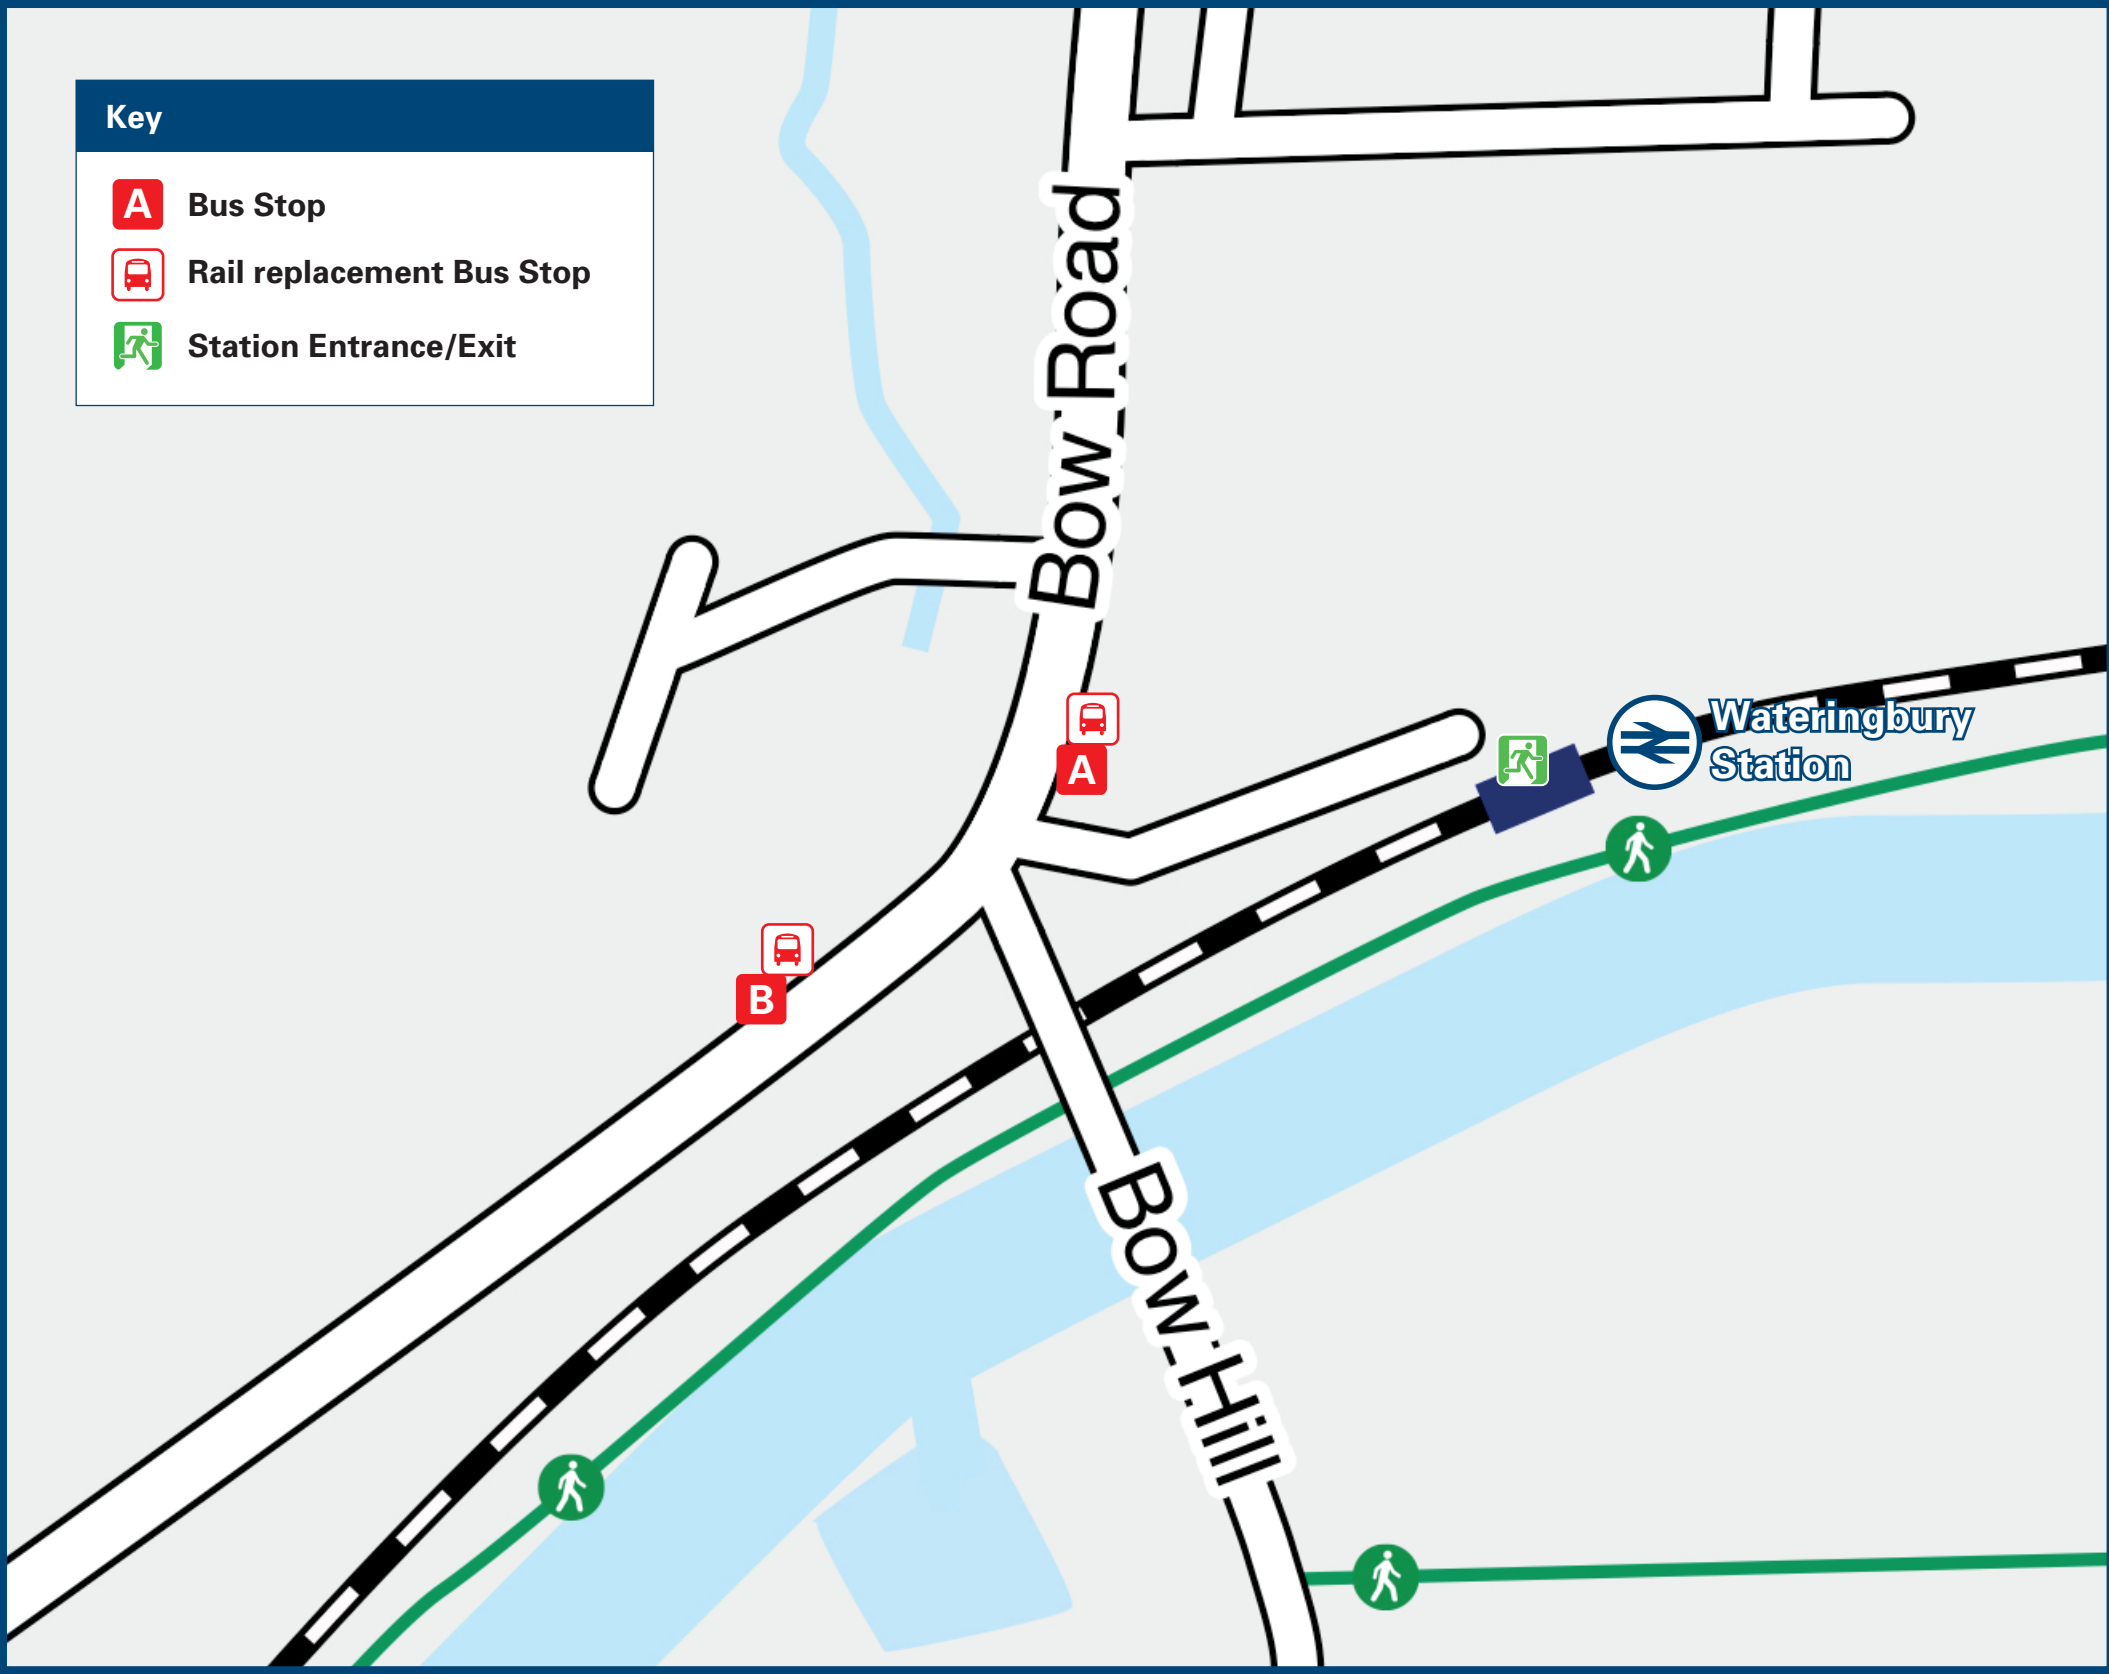 Key
A Bus Stop
Rail replacement Bus Stop
Station Entrance/Exit
Bow Road
A
Wateringbury
Station
B
Bow Hill